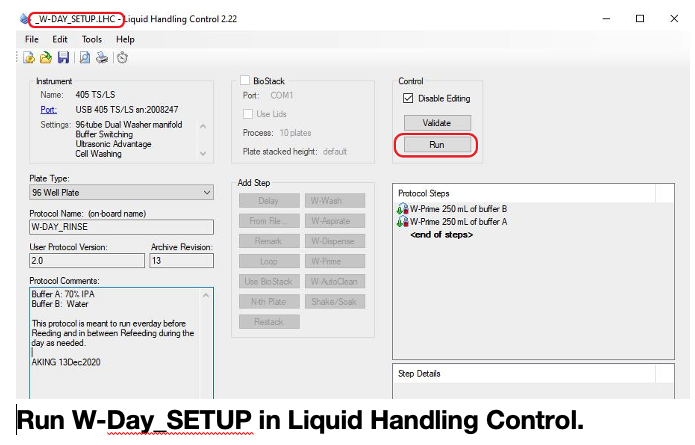 _W-DAY_SETUP.LHC - Liquid Handling Control 2.22
File Edit Tools Help
Instrument
Name: 405 TS/LS
Port: USB 405 TS/LS sn:2008247
Settings: 96-tube Dual Washer manifold
Buffer Switching
Ultrasonic Advantage
Cell Washing
BioStack
Port: COM1
Use Lids
Process: 10 plates
Plate stacked height: default
Control
Disable Editing
Validate
Run
Plate Type:
96 Well Plate
Protocol Name: (on-board name)
W-DAY_RINSE
User Protocol Version: Archive Revision:
2.0 13
Protocol Comments:
Buffer A: 70% IPA
Buffer B: Water
This protocol is meant to run everday before
Reeding and in between Refeeding during the
day as needed.
AKING 13Dec2020
Add Step
Delay W-Wash
From File... W-Aspirate
Remark W-Dispense
Loop W-Prime
Use BioStack W-AutoClean
N-th Plate Shake/Soak
Restack
Protocol Steps
W-Prime 250 mL of buffer B
W-Prime 250 mL of buffer A
<end of steps>
Step Details
Run W-Day_SETUP in Liquid Handling Control.